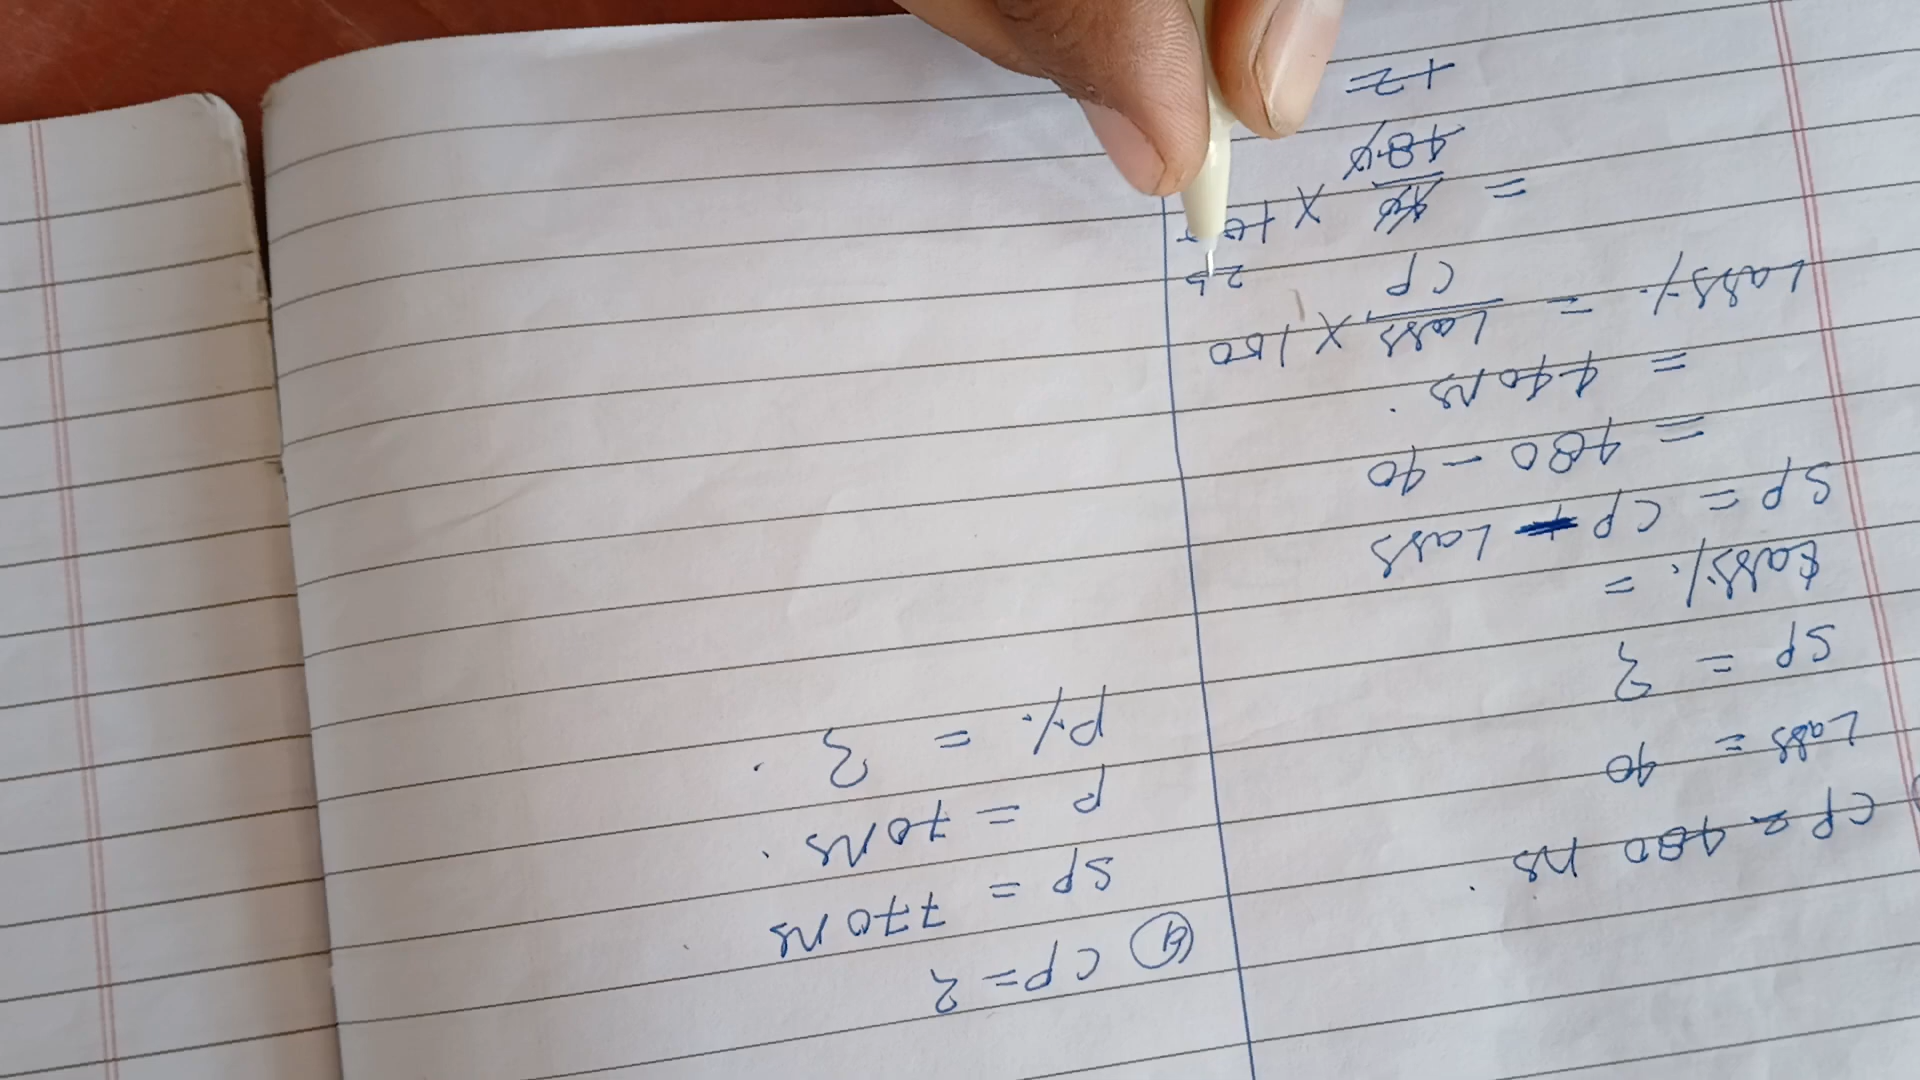 CP = 480 Rs
Loss = 40
SP = ?
Loss% =
SP = CP - Loss
= 480 - 40
= 440 Rs.
Loss% = Loss/CP × 100
= 40/480 × 100
25
12
④ CP = ?
SP = 770 Rs
P = 70 Rs.
P% = ?